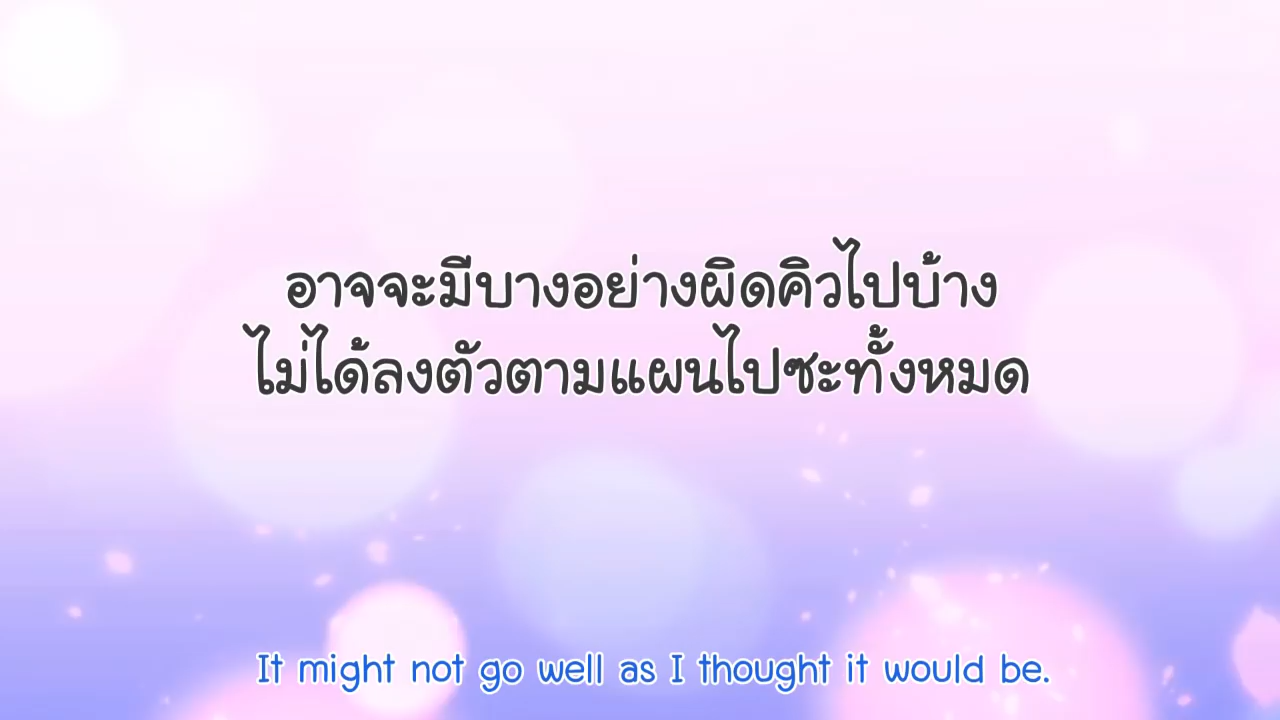 อาจจะมีบางอย่างผิดคิวไปบ้าง
ไม่ได้ลงตัวตามแผนไปซะทั้งหมด
It might not go well as I thought it would be.